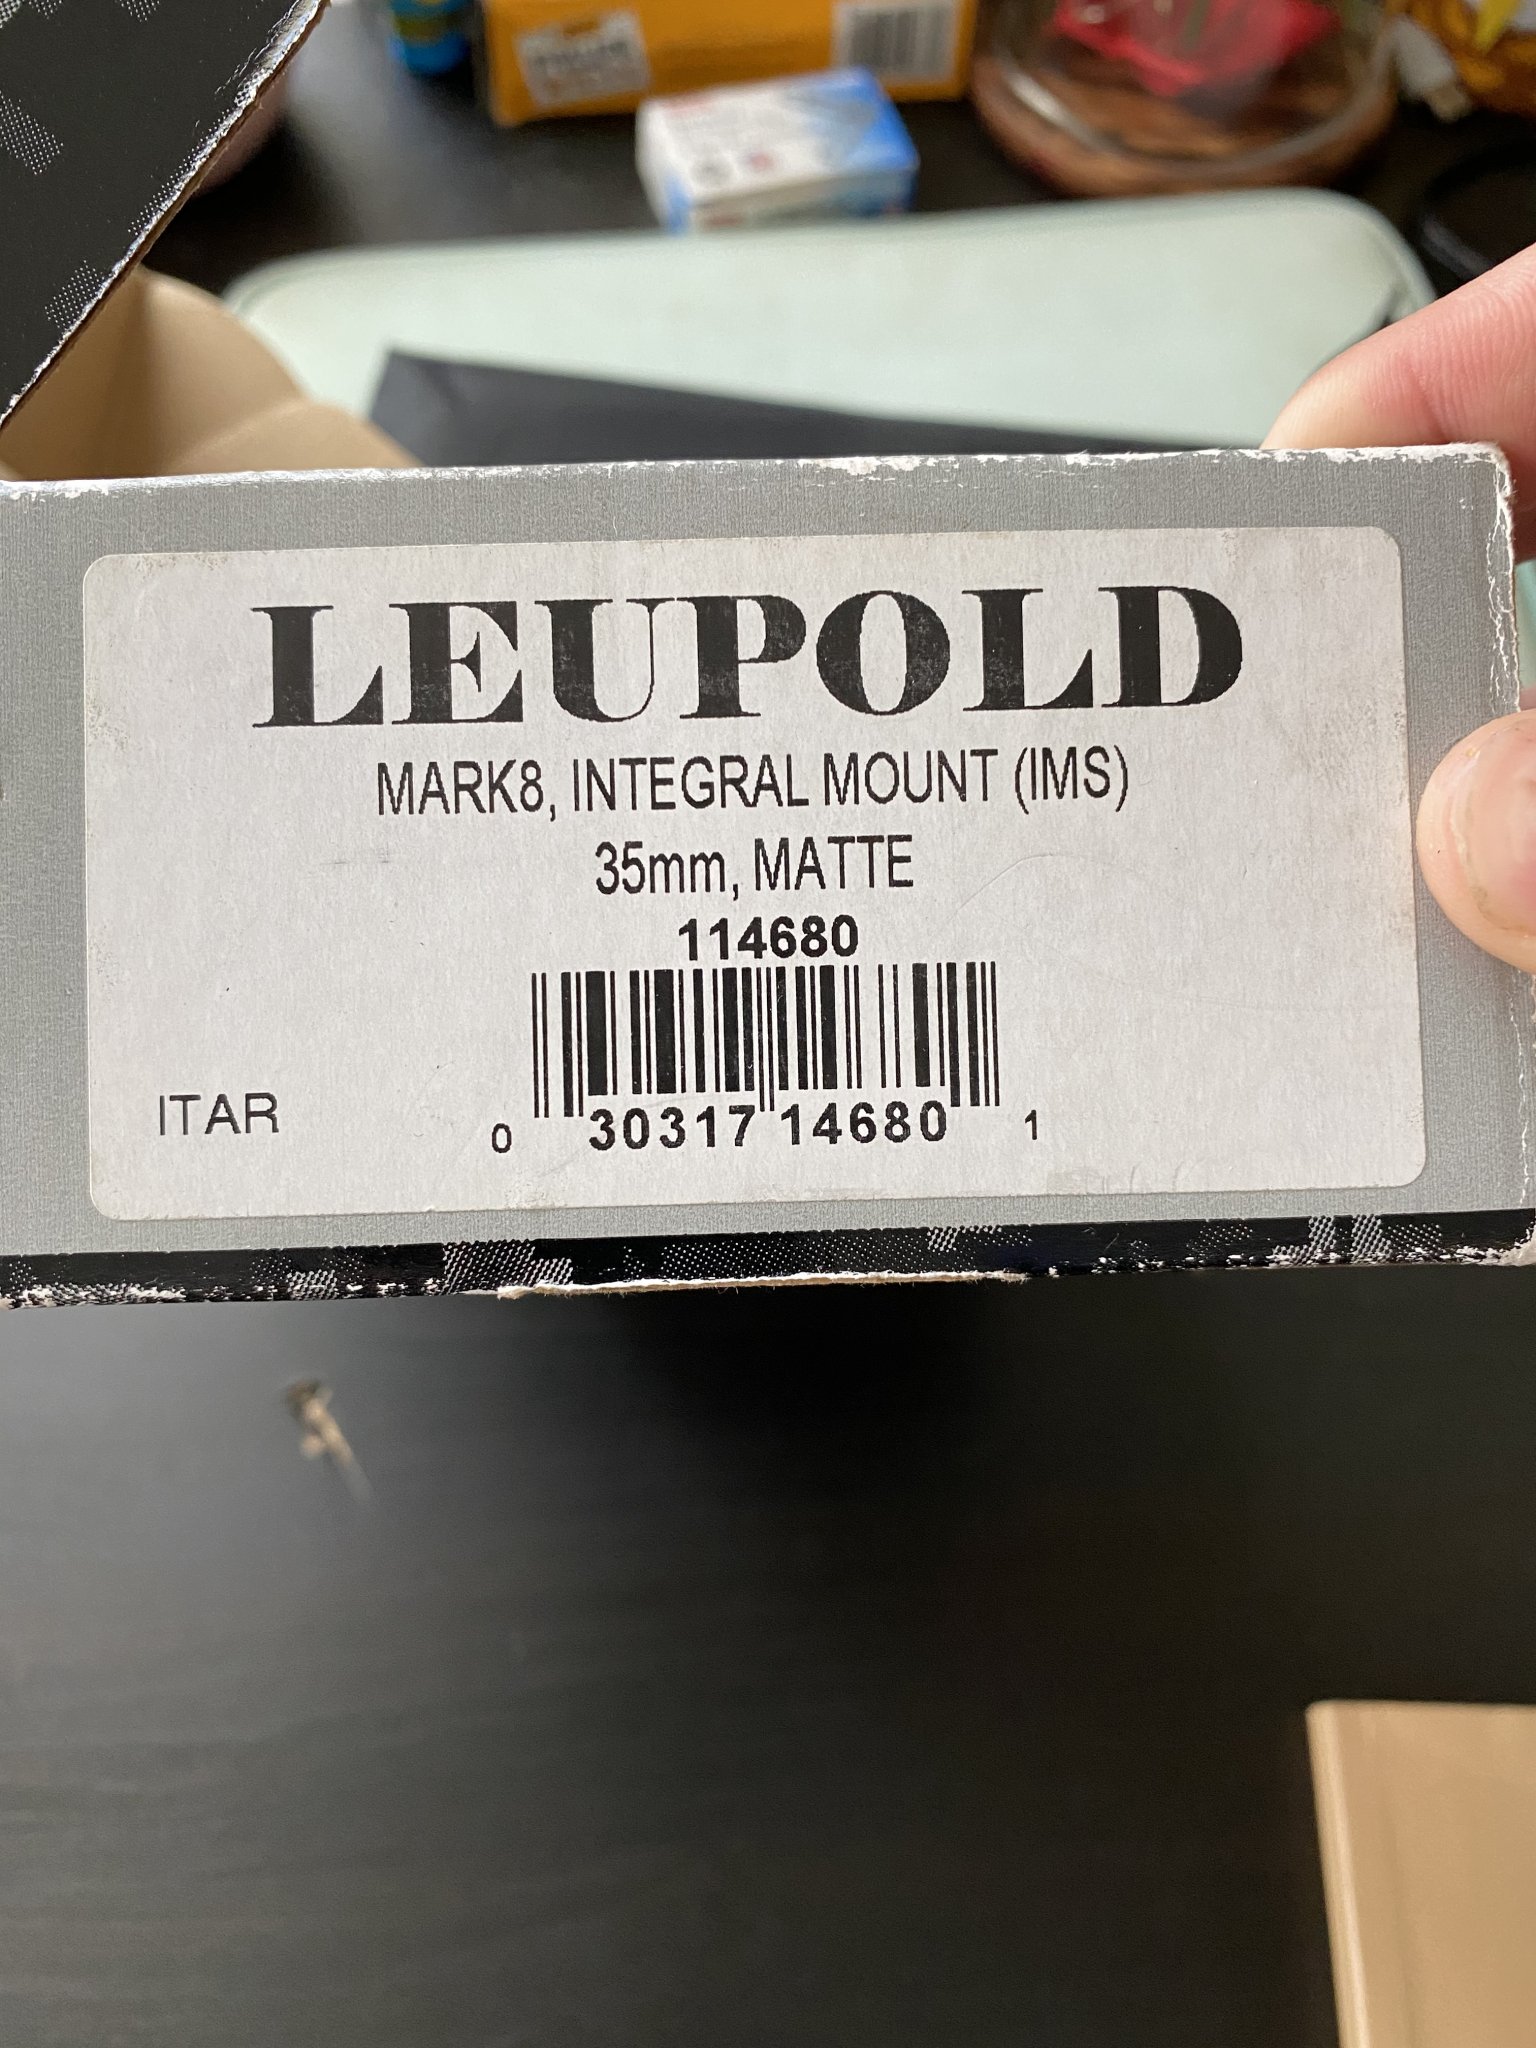 LEUPOLD
MARK8, INTEGRAL MOUNT (IMS)
35mm, MATTE
114680
ITAR
0 30317 14680 1